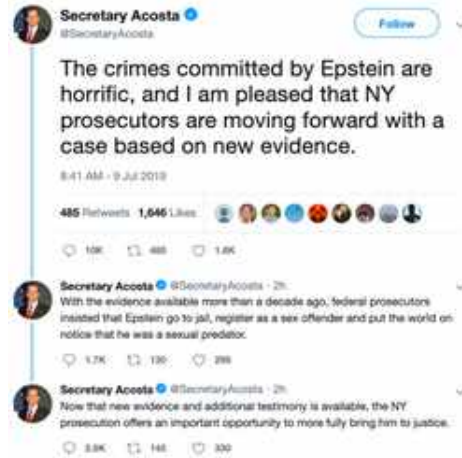 Secretary Acosta
@SecretaryAcosta
Follow
The crimes committed by Epstein are
horrific, and I am pleased that NY
prosecutors are moving forward with a
case based on new evidence.
8:41 AM - 9 Jul 2019
485 Retweets 1,646 Likes
10K 485 1.6K
Secretary Acosta @SecretaryAcosta · 2h
With the evidence available more than a decade ago, federal prosecutors
insisted that Epstein go to jail, register as a sex offender and put the world on
notice that he was a sexual predator.
1.7K 130 295
Secretary Acosta @SecretaryAcosta · 2h
Now that new evidence and additional testimony is available, the NY
prosecution offers an important opportunity to more fully bring him to justice.
145 330